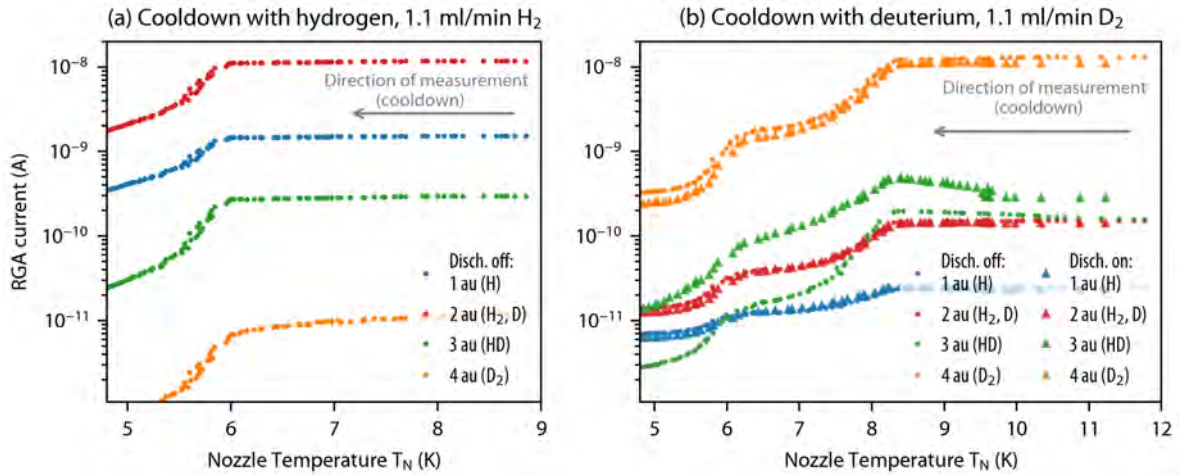 (a) Cooldown with hydrogen, 1.1 ml/min H₂
(b) Cooldown with deuterium, 1.1 ml/min D₂
RGA current (A)
10⁻⁸
10⁻⁹
10⁻¹⁰
10⁻¹¹
Direction of measurement
(cooldown)
Disch. off:
1 au (H)
2 au (H₂, D)
3 au (HD)
4 au (D₂)
5 6 7 8 9
Nozzle Temperature T_N (K)
10⁻⁸
10⁻⁹
10⁻¹⁰
10⁻¹¹
Direction of measurement
(cooldown)
Disch. off: Disch. on:
1 au (H) 1 au (H)
2 au (H₂, D) 2 au (H₂, D)
3 au (HD) 3 au (HD)
4 au (D₂) 4 au (D₂)
5 6 7 8 9 10 11 12
Nozzle Temperature T_N (K)